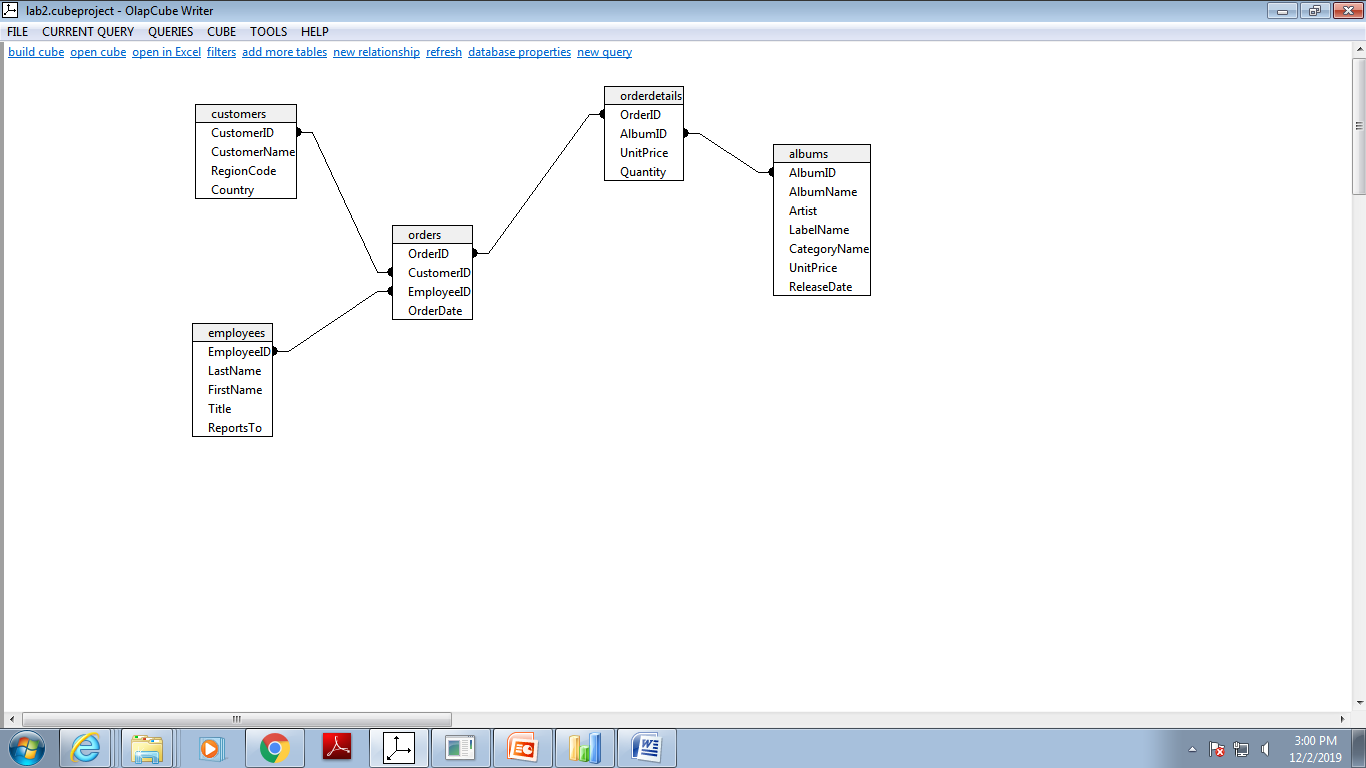 lab2.cubeproject - OlapCube Writer
FILE CURRENT QUERY QUERIES CUBE TOOLS HELP
build cube open cube open in Excel filters add more tables new relationship refresh database properties new query
customers
CustomerID
CustomerName
RegionCode
Country
employees
EmployeeID
LastName
FirstName
Title
ReportsTo
orders
OrderID
CustomerID
EmployeeID
OrderDate
orderdetails
OrderID
AlbumID
UnitPrice
Quantity
albums
AlbumID
AlbumName
Artist
LabelName
CategoryName
UnitPrice
ReleaseDate
3:00 PM
12/2/2019